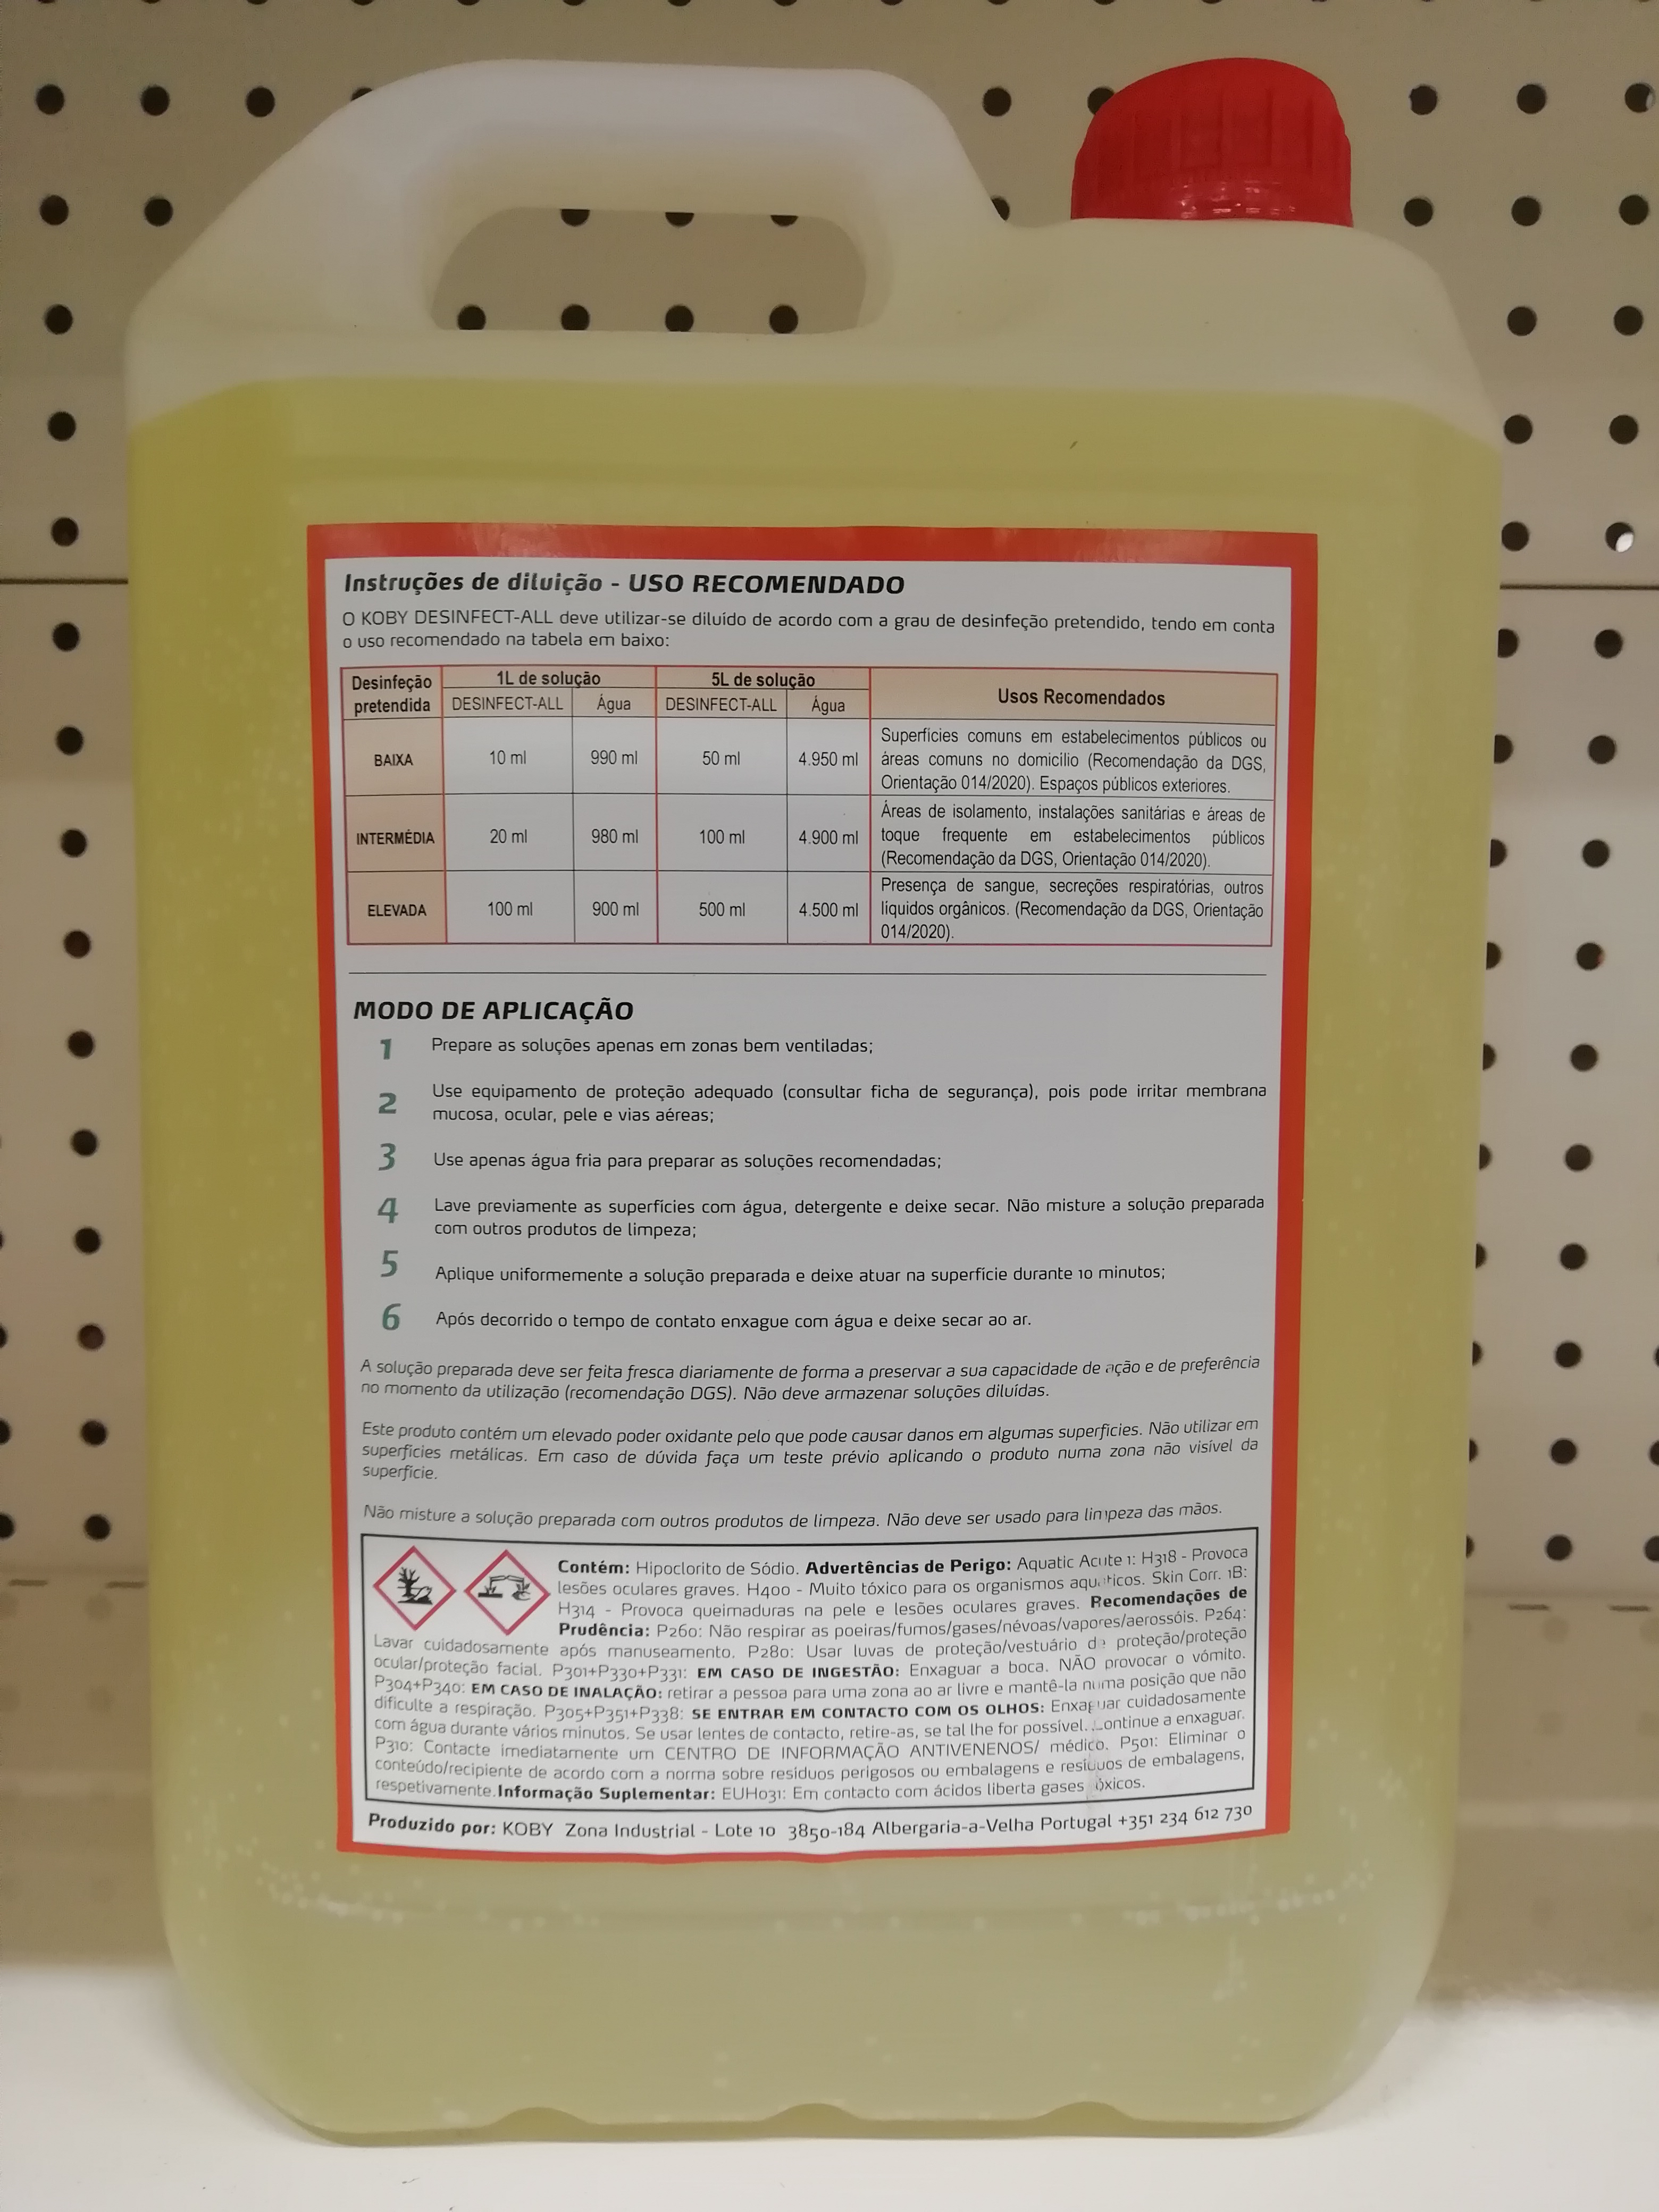 Instruções de diluição - USO RECOMENDADO
O KOBY DESINFECT-ALL deve utilizar-se diluído de acordo com a grau de desinfeção pretendido, tendo em conta
o uso recomendado na tabela em baixo:
Desinfeção pretendida 1L de solução 5L de solução Usos Recomendados
DESINFECT-ALL Água DESINFECT-ALL Água
BAIXA 10 ml 990 ml 50 ml 4.950 ml
Superfícies comuns em estabelecimentos públicos ou
áreas comuns no domicílio (Recomendação da DGS,
Orientação 014/2020). Espaços públicos exteriores.
INTERMÉDIA 20 ml 980 ml 100 ml 4.900 ml
Áreas de isolamento, instalações sanitárias e áreas de
toque frequente em estabelecimentos públicos
(Recomendação da DGS, Orientação 014/2020).
ELEVADA 100 ml 900 ml 500 ml 4.500 ml
Presença de sangue, secreções respiratórias, outros
líquidos orgânicos. (Recomendação da DGS, Orientação
014/2020).
MODO DE APLICAÇÃO
1 Prepare as soluções apenas em zonas bem ventiladas;
2 Use equipamento de proteção adequado (consultar ficha de segurança), pois pode irritar membrana
mucosa, ocular, pele e vias aéreas;
3 Use apenas água fria para preparar as soluções recomendadas;
4 Lave previamente as superfícies com água, detergente e deixe secar. Não misture a solução preparada
com outros produtos de limpeza;
5 Aplique uniformemente a solução preparada e deixe atuar na superfície durante 10 minutos;
6 Após decorrido o tempo de contato enxague com água e deixe secar ao ar.
A solução preparada deve ser feita fresca diariamente de forma a preservar a sua capacidade de ação e de preferência
no momento da utilização (recomendação DGS). Não deve armazenar soluções diluídas.
Este produto contém um elevado poder oxidante pelo que pode causar danos em algumas superfícies. Não utilizar em
superfícies metálicas. Em caso de dúvida faça um teste prévio aplicando o produto numa zona não visível da
superfície.
Não misture a solução preparada com outros produtos de limpeza. Não deve ser usado para limpeza das mãos.
Contém: Hipoclorito de Sódio. Advertências de Perigo: Aquatic Acute 1: H318 - Provoca
lesões oculares graves. H400 - Muito tóxico para os organismos aquáticos. Skin Corr. 1B:
H314 - Provoca queimaduras na pele e lesões oculares graves. Recomendações de
Prudência: P260: Não respirar as poeiras/fumos/gases/névoas/vapores/aerossóis. P264:
Lavar cuidadosamente após manuseamento. P280: Usar luvas de proteção/vestuário de proteção/proteção
ocular/proteção facial. P301+P330+P331: EM CASO DE INGESTÃO: Enxaguar a boca. NÃO provocar o vómito.
P304+P340: EM CASO DE INALAÇÃO: retirar a pessoa para uma zona ao ar livre e mantê-la numa posição que não
dificulte a respiração. P305+P351+P338: SE ENTRAR EM CONTACTO COM OS OLHOS: Enxaguar cuidadosamente
com água durante vários minutos. Se usar lentes de contacto, retire-as, se tal lhe for possível. Continue a enxaguar.
P310: Contacte imediatamente um CENTRO DE INFORMAÇÃO ANTIVENENOS/ médico. P501: Eliminar o
conteúdo/recipiente de acordo com a norma sobre resíduos perigosos ou embalagens e resíduos de embalagens,
respetivamente.Informação Suplementar: EUH031: Em contacto com ácidos liberta gases tóxicos.
Produzido por: KOBY Zona Industrial - Lote 10 3850-184 Albergaria-a-Velha Portugal +351 234 612 730